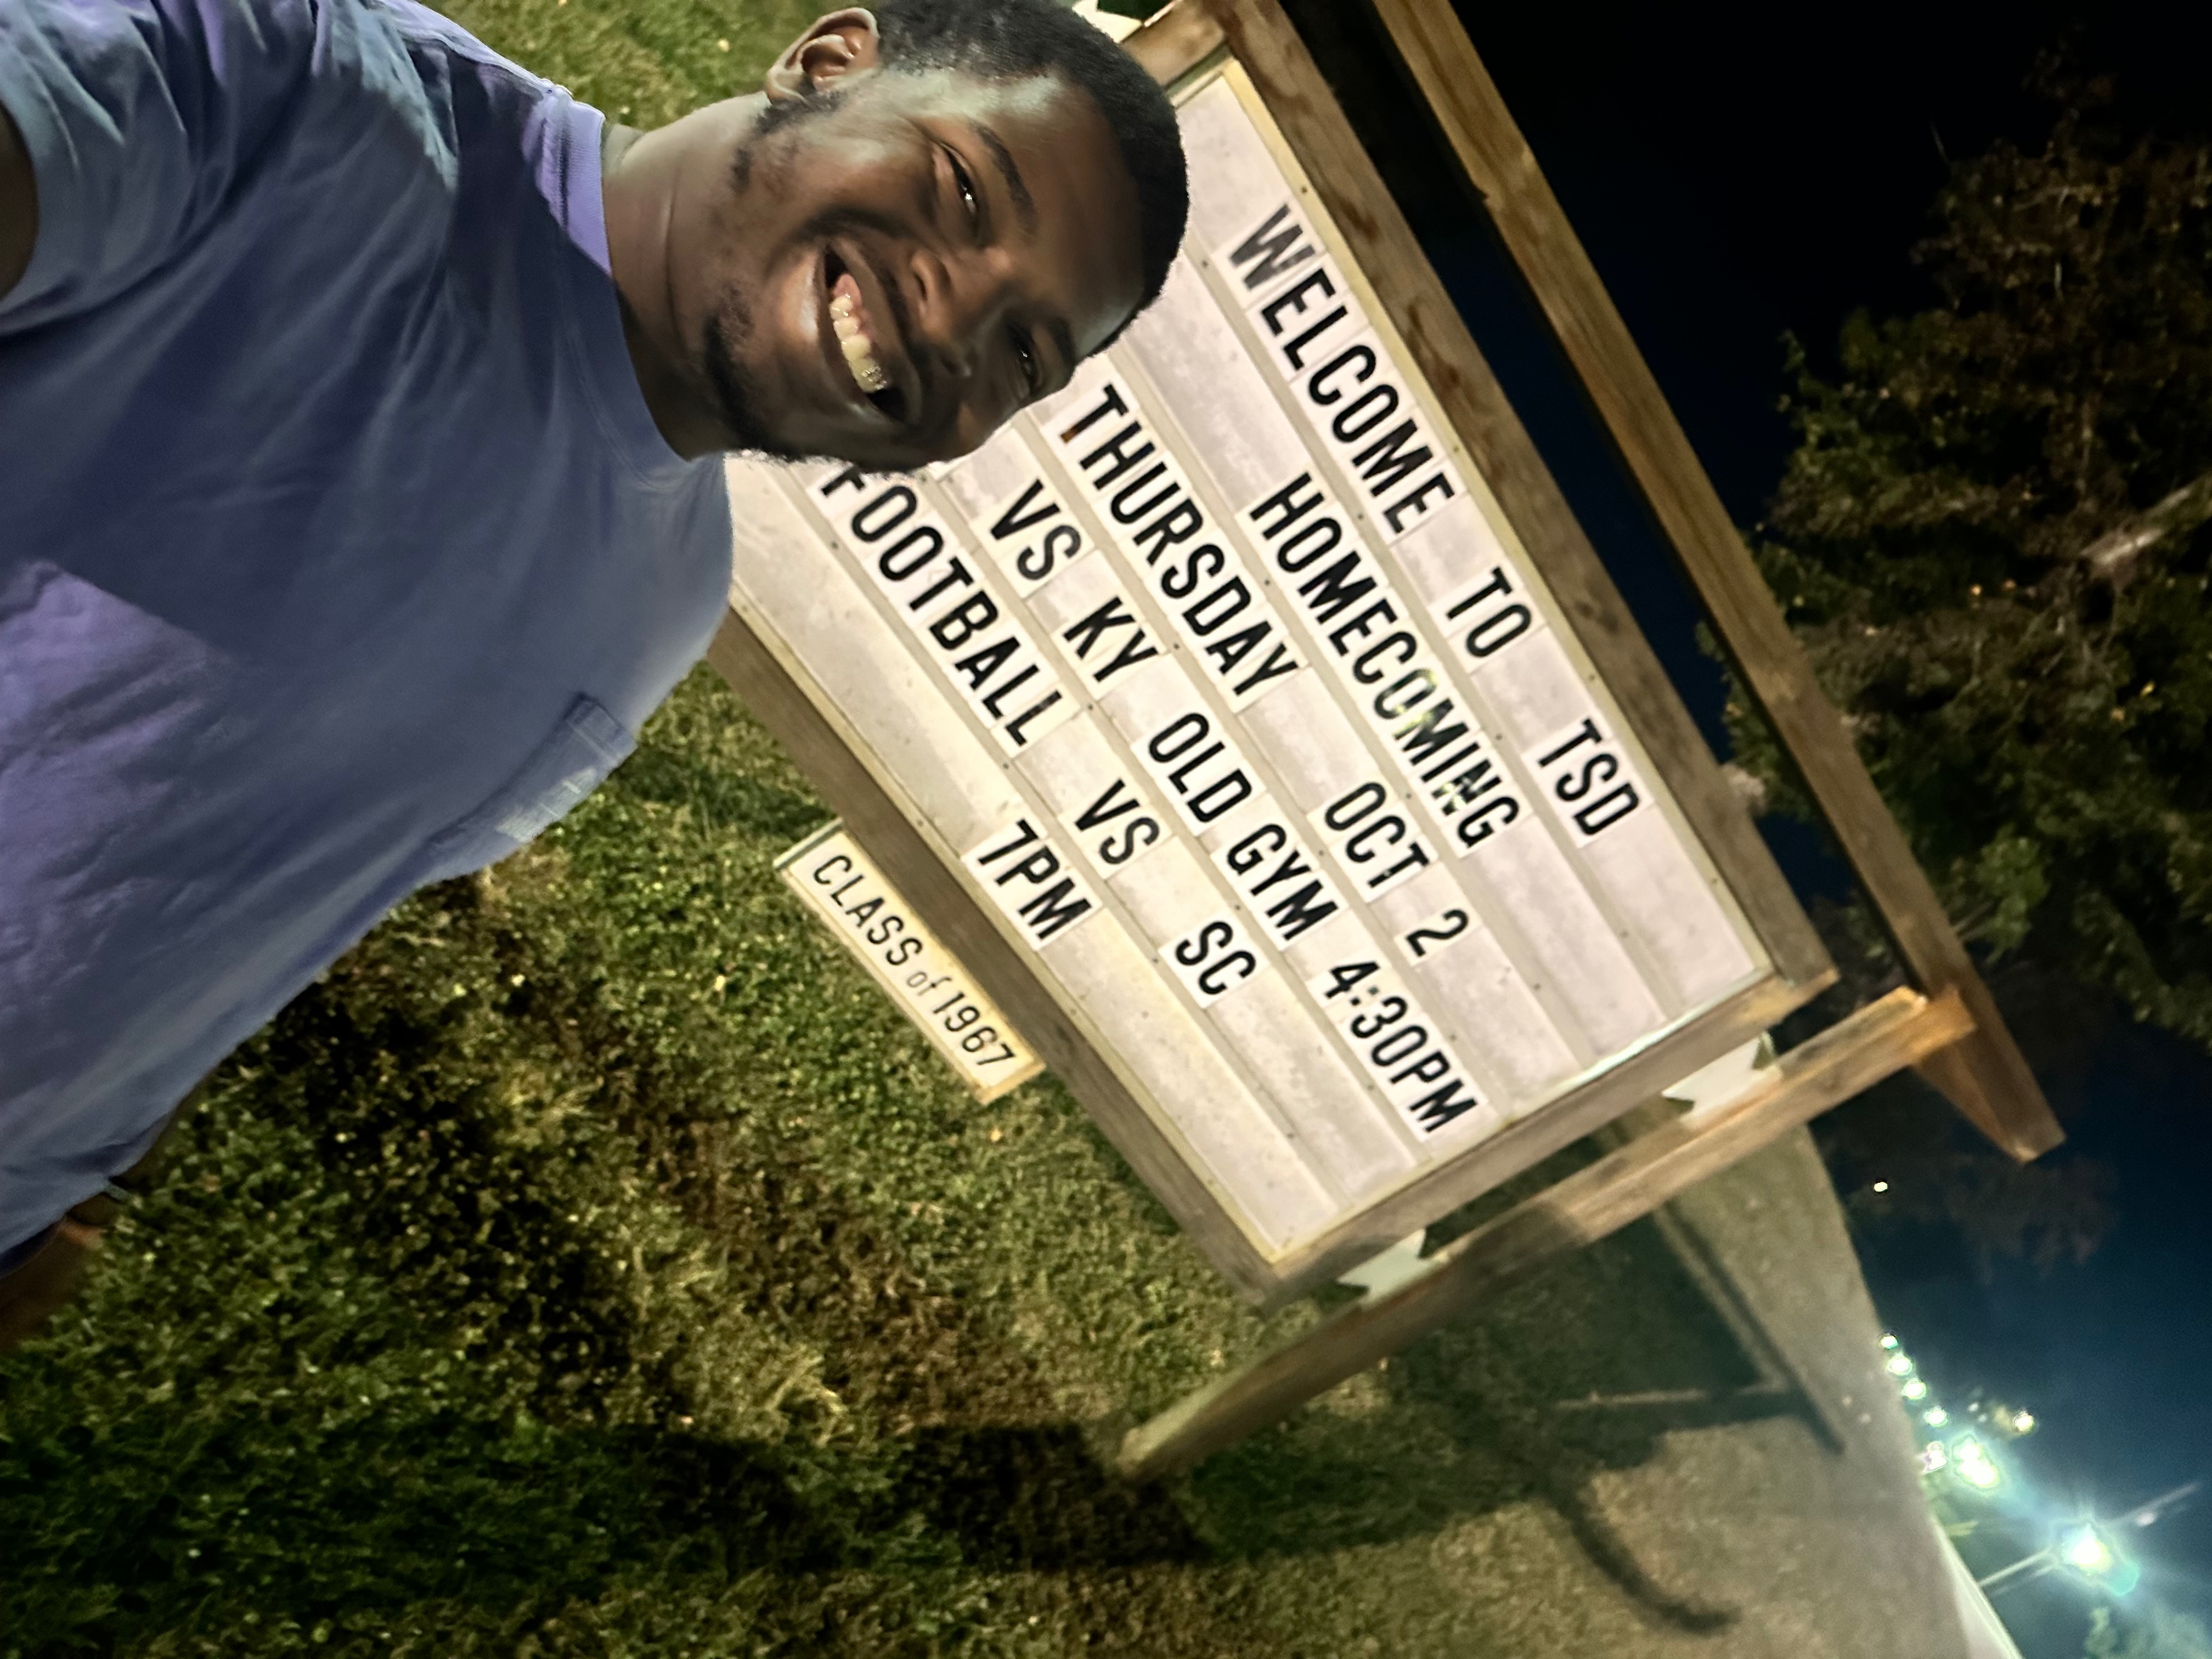 WELCOME TO TSD
HOMECOMING
THURSDAY OCT 2
VS KY OLD GYM 4:30PM
FOOTBALL VS SC
7PM
CLASS of 1967